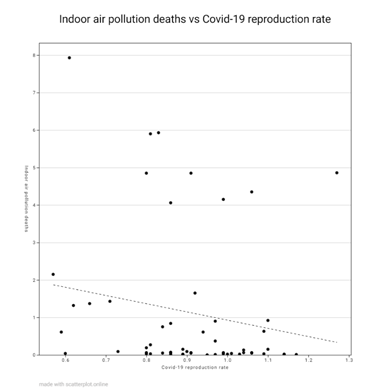 Indoor air pollution deaths vs Covid-19 reproduction rate
8
7
6
5
4
3
2
1
0
Indoor air pollution deaths
0.6 0.7 0.8 0.9 1.0 1.1 1.2 1.3
Covid-19 reproduction rate
made with scatterplot.online